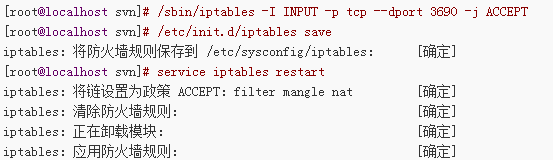 [root@localhost svn]# /sbin/iptables -I INPUT -p tcp --dport 3690 -j ACCEPT
[root@localhost svn]# /etc/init.d/iptables save
iptables: 将防火墙规则保存到 /etc/sysconfig/iptables: [确定]
[root@localhost svn]# service iptables restart
iptables: 将链设置为政策 ACCEPT: filter mangle nat [确定]
iptables: 清除防火墙规则: [确定]
iptables: 正在卸载模块: [确定]
iptables: 应用防火墙规则: [确定]